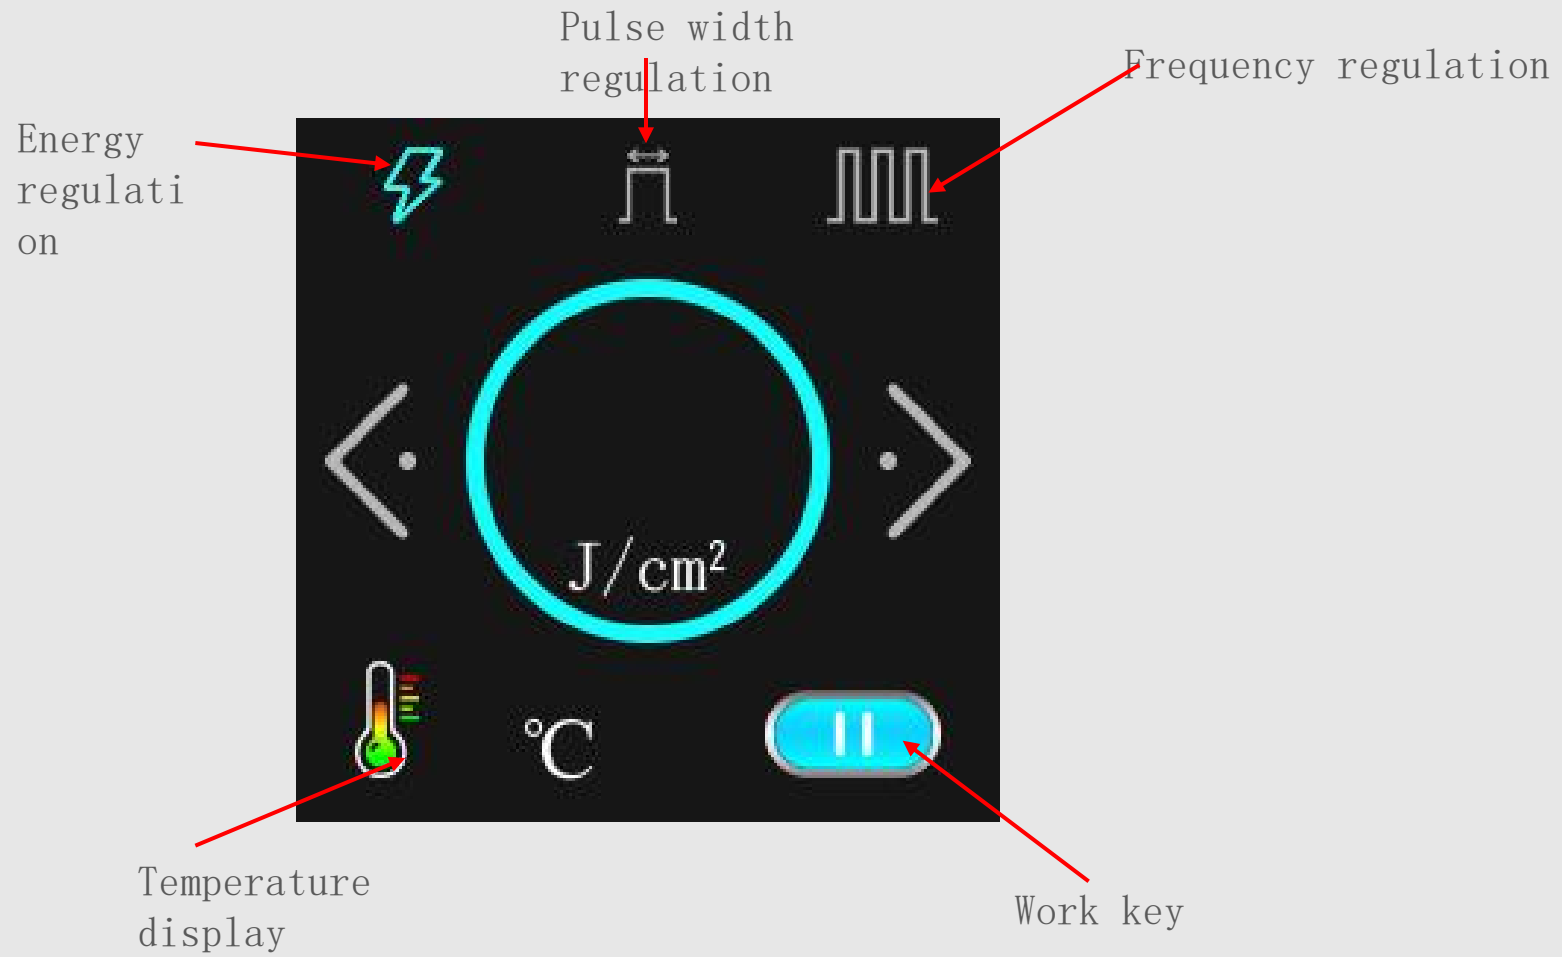 Pulse width
regulation
Frequency regulation
Energy
regulati
on
J/cm²
℃
Temperature
display
Work key